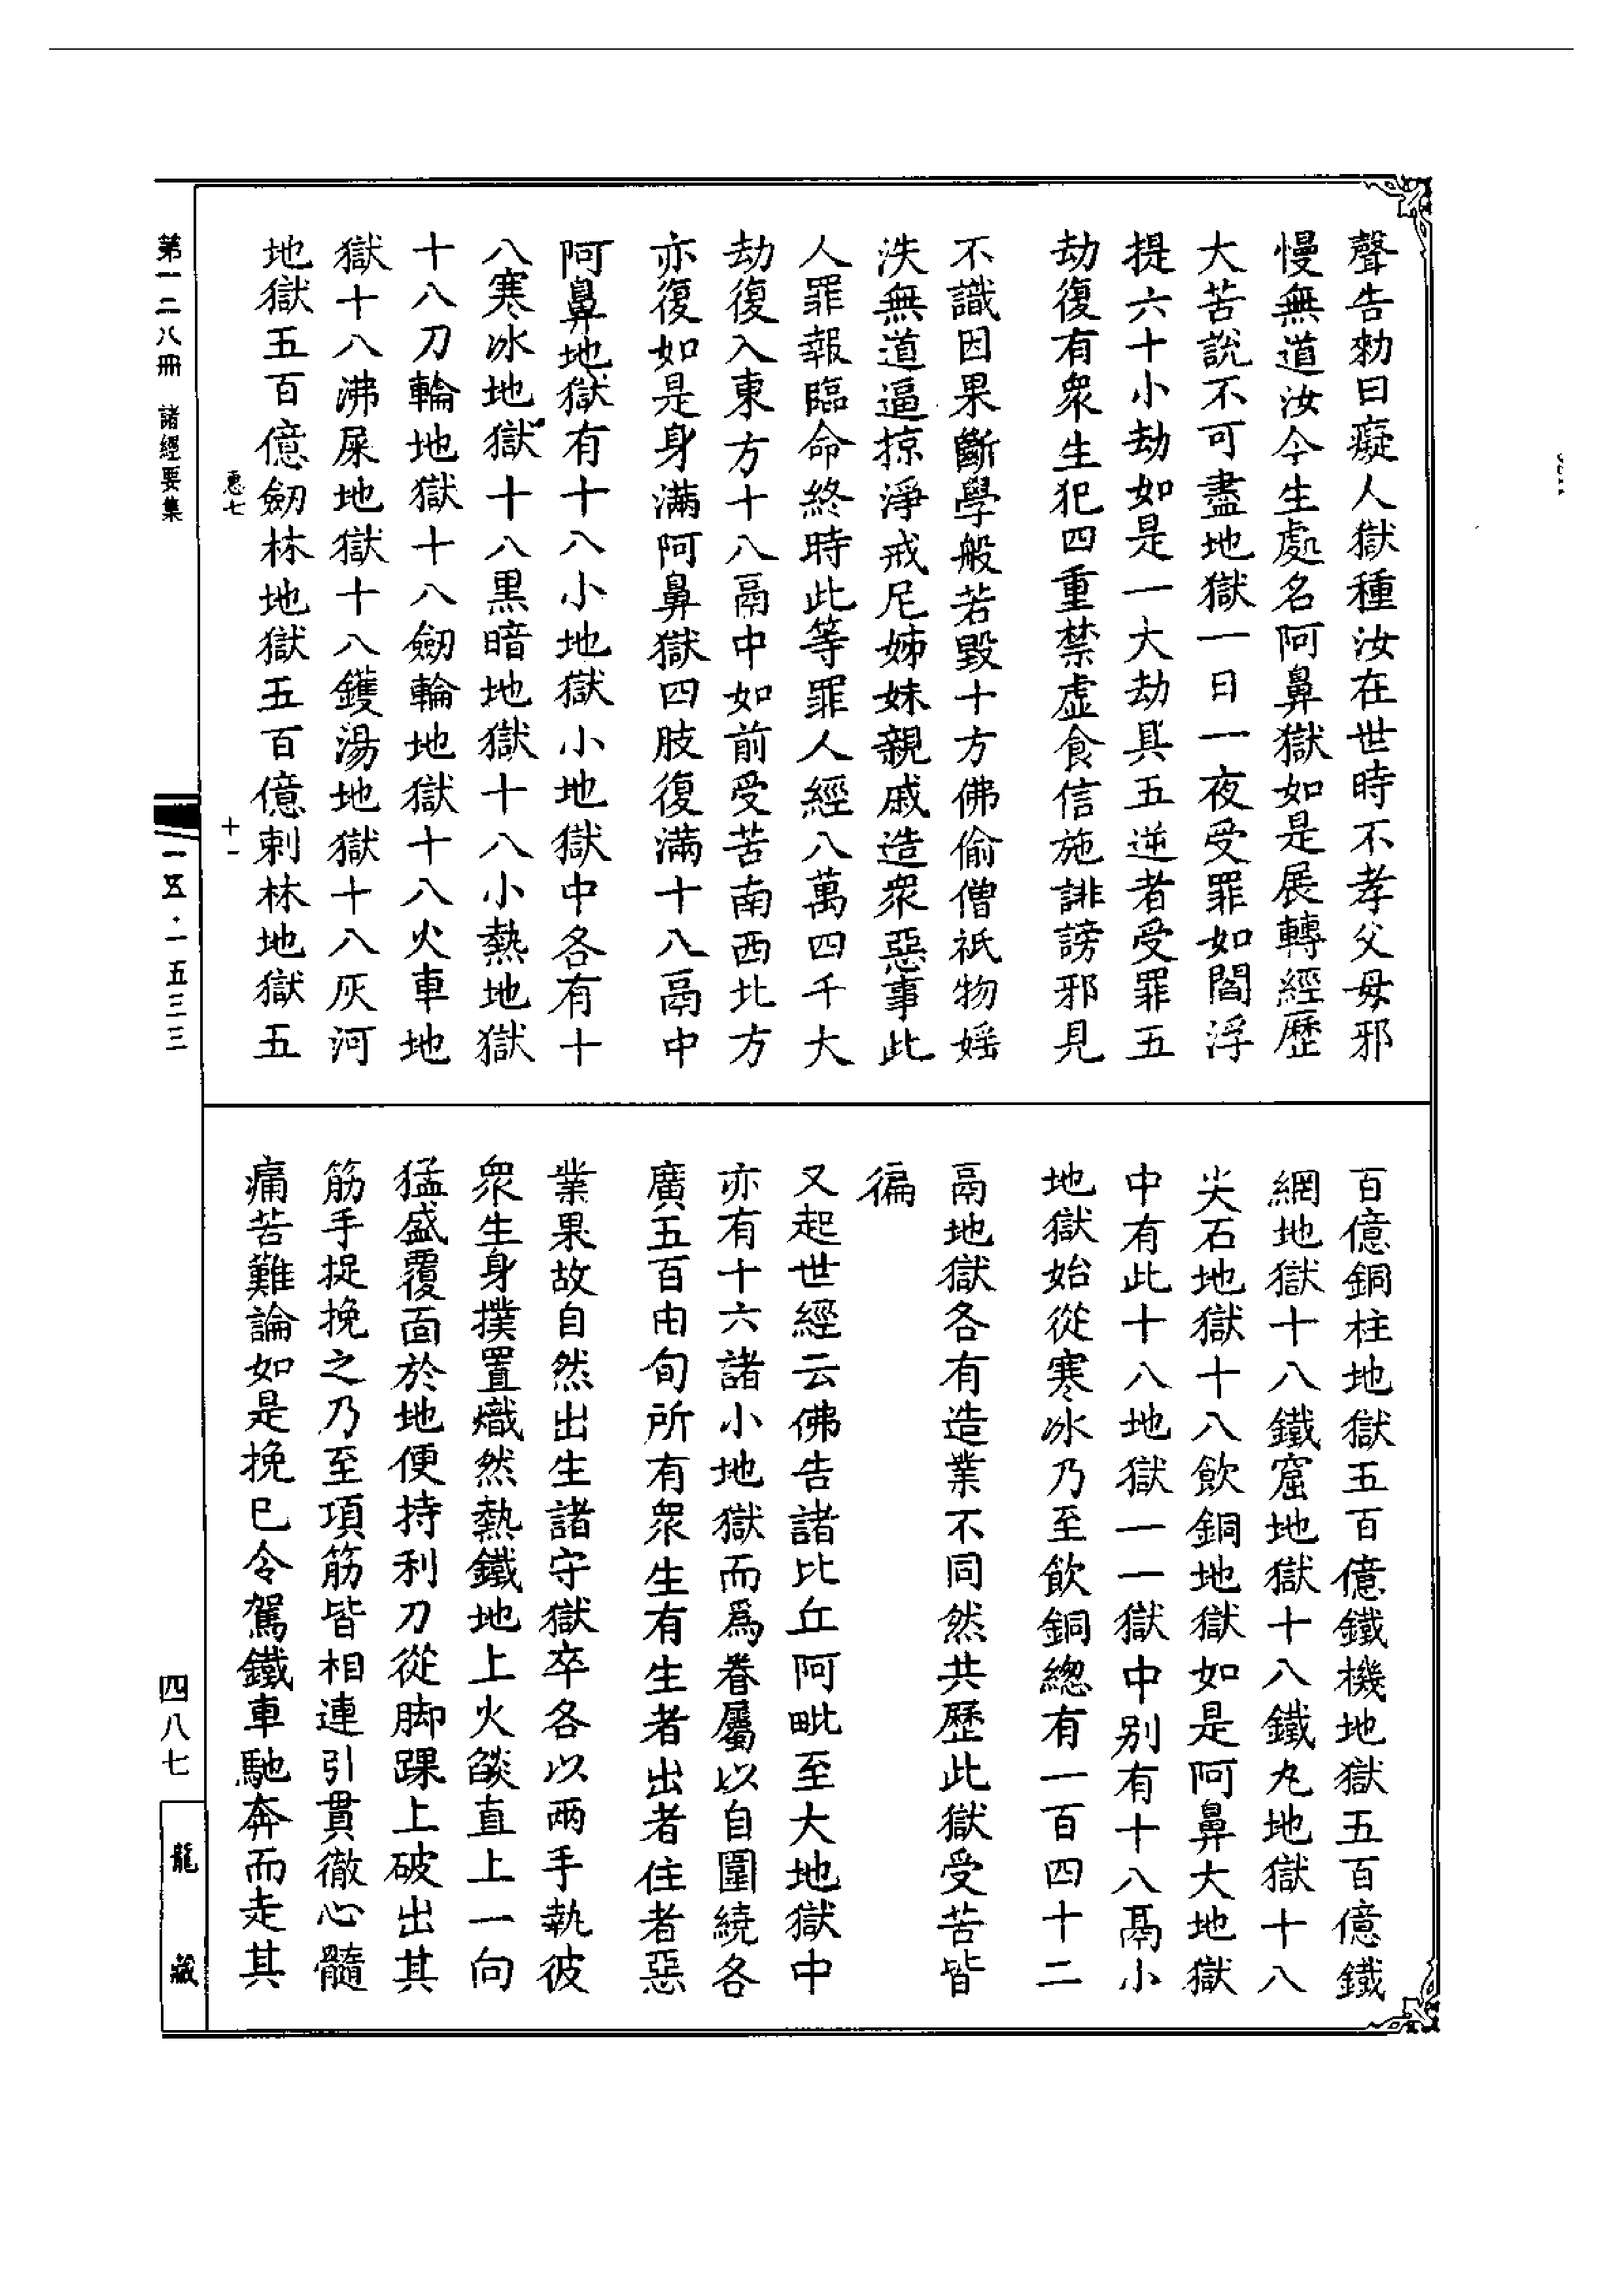 聲告勑曰癡人獄種汝在世時不孝父母邪
慢無道汝今生處名阿鼻獄如是展轉經歷
大苦說不可盡地獄一日一夜受罪如閻浮
提六十小劫如是一大劫具五逆者受罪五
劫復有衆生犯四重禁虛食信施誹謗邪見
不識因果斷學般若毀十方佛偷僧祇物婬
泆無道逼掠淨戒尼姊妹親戚造衆惡事此
人罪報臨命終時此等罪人經八萬四千大
劫復入東方十八鬲中如前受苦南西北方
亦復如是身滿阿鼻獄四肢復滿十八鬲中
阿鼻地獄有十八小地獄小地獄中各有十
八寒冰地獄十八黑暗地獄十八小熱地獄
十八刀輪地獄十八劒輪地獄十八火車地
獄十八沸屎地獄十八鑊湯地獄十八灰河
地獄五百億劒林地獄五百億刺林地獄五
百億銅柱地獄五百億鐵機地獄五百億鐵
網地獄十八鐵窟地獄十八鐵丸地獄十八
尖石地獄十八飲銅地獄如是阿鼻大地獄
中有此十八地獄一一獄中別有十八鬲小
地獄始從寒冰乃至飲銅總有一百四十二
鬲地獄各有造業不同然共歷此獄受苦皆
徧
又起世經云佛告諸比丘阿毗至大地獄中
亦有十六諸小地獄而爲眷屬以自圍繞各
廣五百由旬所有衆生有生者出者住者惡
業果故自然出生諸守獄卒各以兩手執彼
衆生身撲置熾然熱鐵地上火燄直上一向
猛盛覆面於地便持利刀從脚踝上破出其
筋手捉挽之乃至項筋皆相連引貫徹心髓
痛苦難論如是挽已令駕鐵車馳奔而走其
惠七
十一
第一二八冊 諸經要集
一五·一五三三
四八七
龍藏